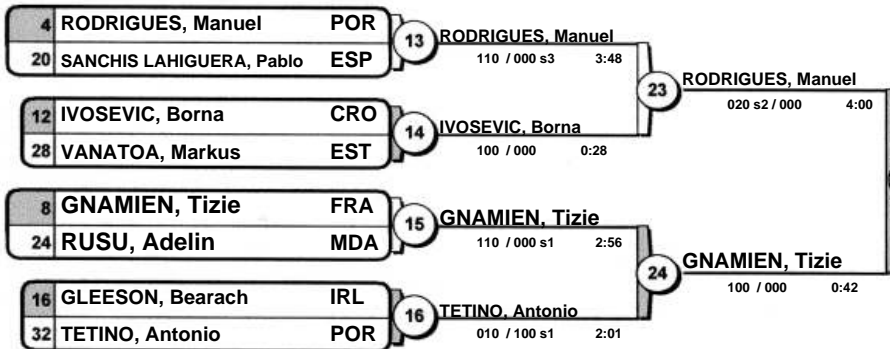 4 RODRIGUES, Manuel POR
20 SANCHIS LAHIGUERA, Pablo ESP
13 RODRIGUES, Manuel
110 / 000 s3 3:48
12 IVOSEVIC, Borna CRO
28 VANATOA, Markus EST
14 IVOSEVIC, Borna
100 / 000 0:28
23 RODRIGUES, Manuel
020 s2 / 000 4:00
8 GNAMIEN, Tizie FRA
24 RUSU, Adelin MDA
15 GNAMIEN, Tizie
110 / 000 s1 2:56
16 GLEESON, Bearach IRL
32 TETINO, Antonio POR
16 TETINO, Antonio
010 / 100 s1 2:01
24 GNAMIEN, Tizie
100 / 000 0:42